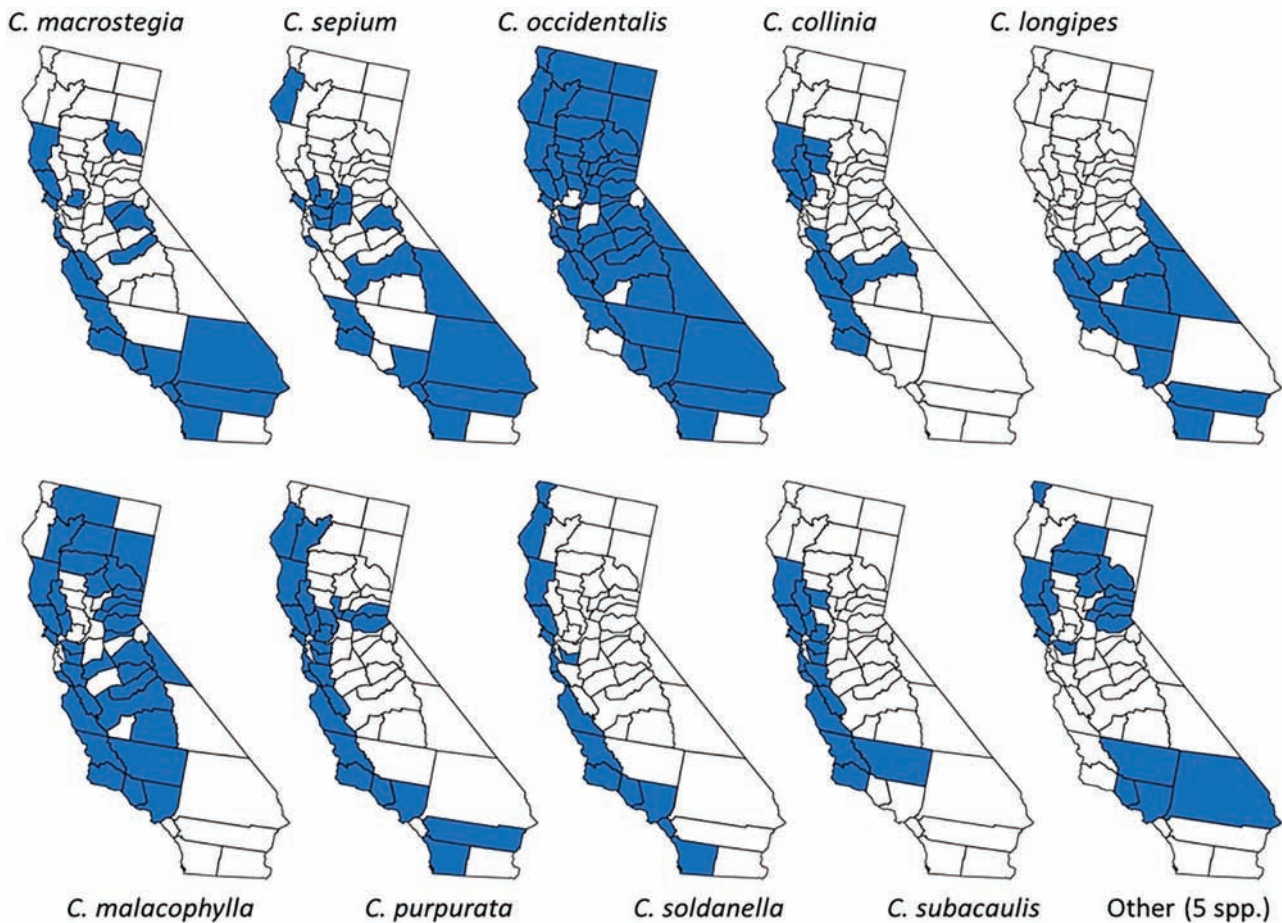 C. macrostegia C. sepium C. occidentalis C. collinia C. longipes
C. malacophylla C. purpurata C. soldanella C. subacaulis Other (5 spp.)